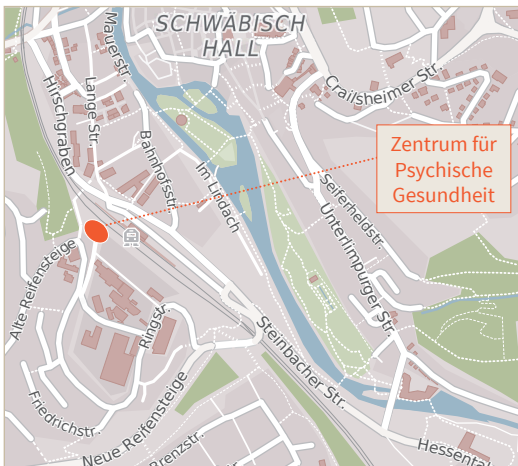 SCHWÄBISCH
HALL
Mauerstr.
Crailsheimer Str.
Hirschgraben
Lange-Str.
Zentrum für
Psychische
Gesundheit
Bahnhofsstr.
Im Lindach
Seiferheldstr.
Unterlimpurger Str.
Alte Reifensteige
Ringstr.
Steinbacher Str.
Friedrichstr.
Neue Reifensteige
Brenzstr.
Hessental